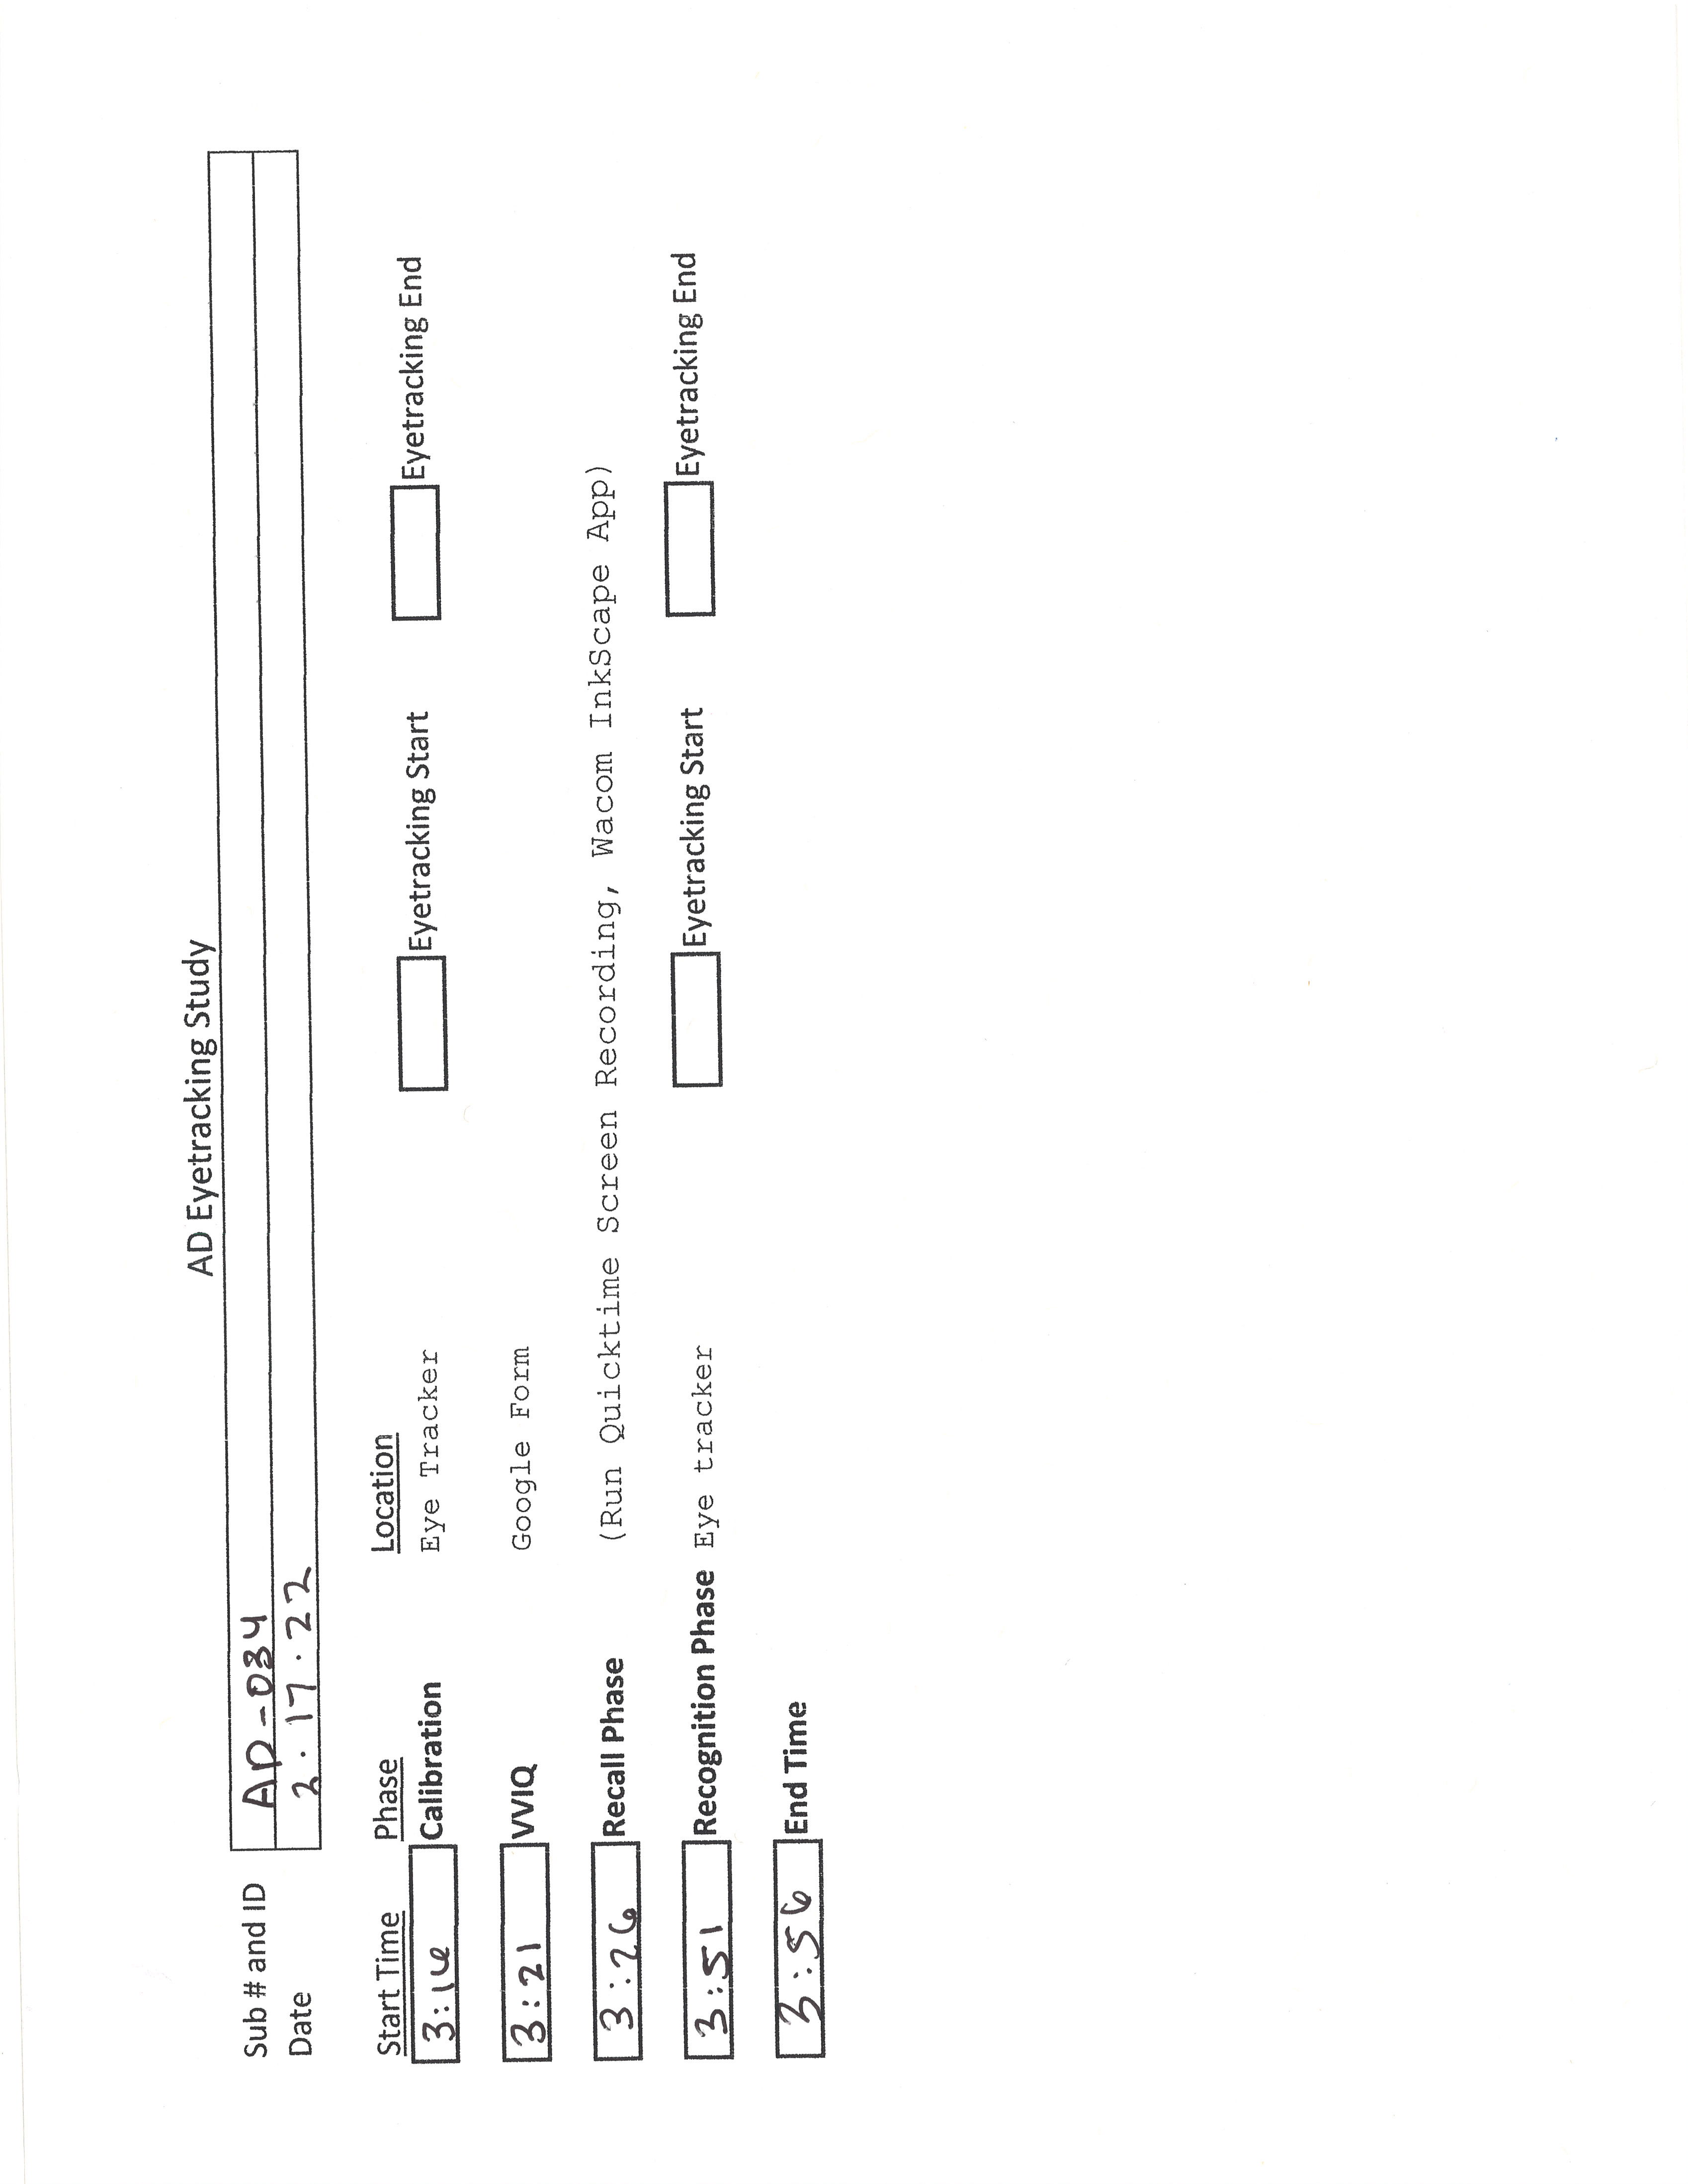 AD Eyetracking Study
Sub # and ID AD-034
Date 2.17.22
Start Time Phase Location
3:16 Calibration Eye Tracker Eyetracking Start Eyetracking End
3:21 VVIQ Google Form
3:26 Recall Phase (Run Quicktime Screen Recording, Wacom InkScape App)
3:51 Recognition Phase Eye tracker Eyetracking Start Eyetracking End
3:56 End Time